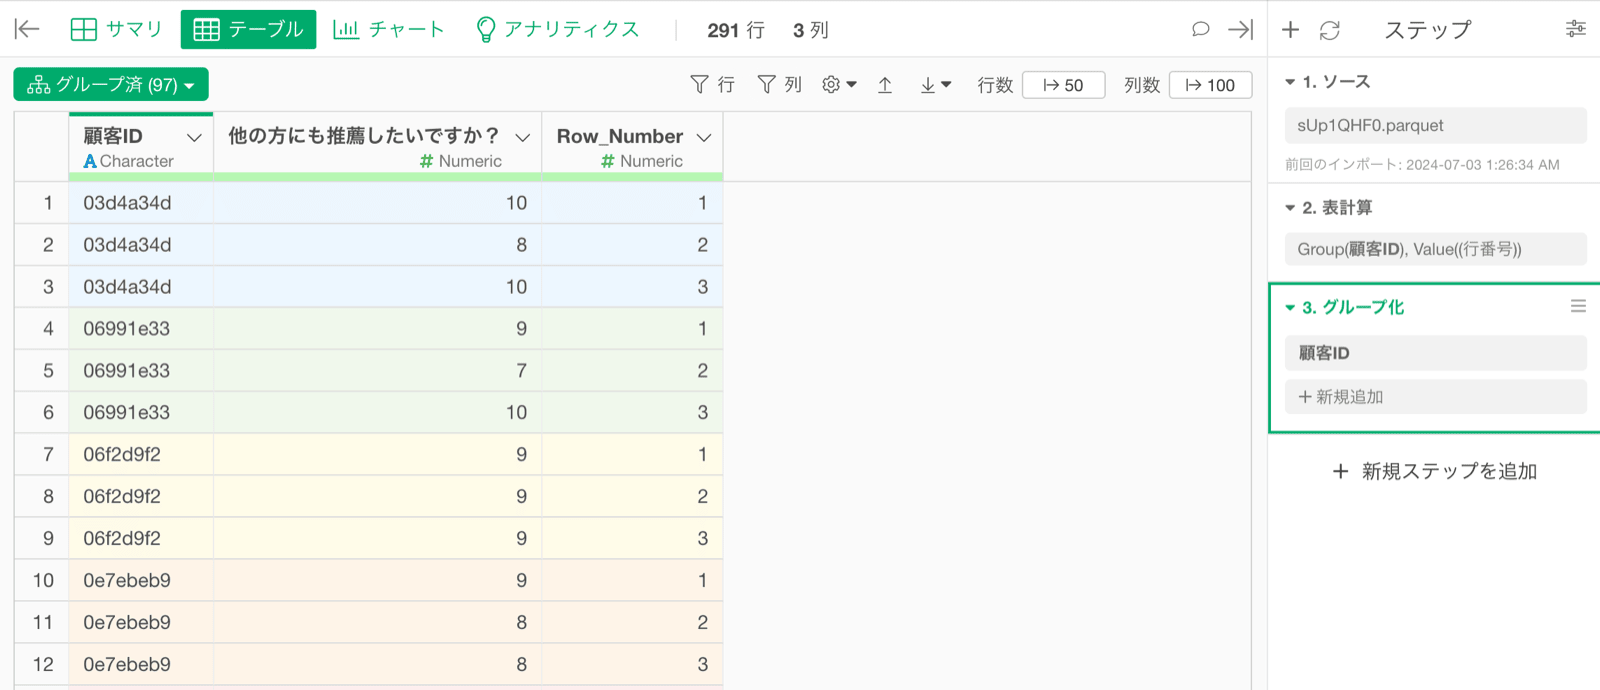 サマリ テーブル チャート アナリティクス 291 行 3 列
グループ済 (97) 行 列 行数 50 列数 100
顧客ID 他の方にも推薦したいですか？ Row_Number
A Character # Numeric # Numeric
1 03d4a34d 10 1
2 03d4a34d 8 2
3 03d4a34d 10 3
4 06991e33 9 1
5 06991e33 7 2
6 06991e33 10 3
7 06f2d9f2 9 1
8 06f2d9f2 9 2
9 06f2d9f2 9 3
10 0e7ebeb9 9 1
11 0e7ebeb9 8 2
12 0e7ebeb9 8 3
ステップ
1. ソース
sUp1QHF0.parquet
前回のインポート: 2024-07-03 1:26:34 AM
2. 表計算
Group(顧客ID), Value((行番号))
3. グループ化
顧客ID
+ 新規追加
+ 新規ステップを追加